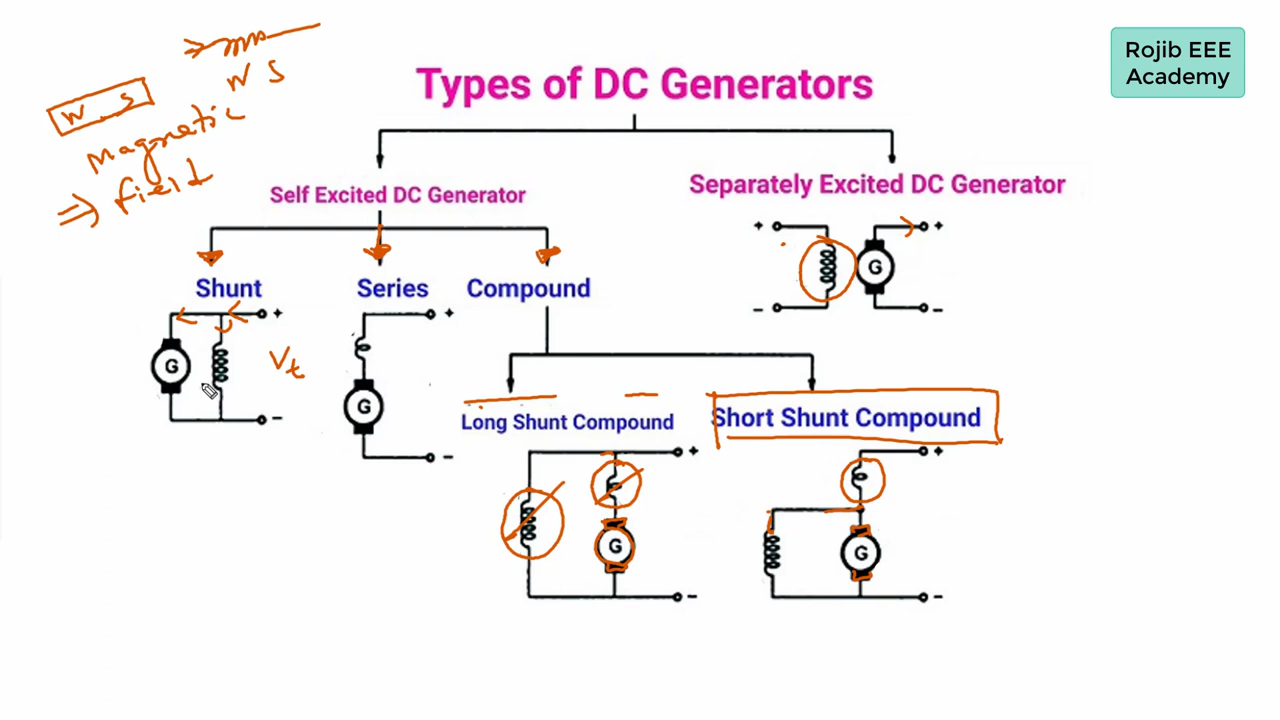 Rojib EEE
Academy
N S
N S
Magnetic
⇒ field
Types of DC Generators
Self Excited DC Generator
Separately Excited DC Generator
+ +
G
- -
Shunt Series Compound
+ +
G
Vt
G
- -
Long Shunt Compound Short Shunt Compound
+ +
G G
- -